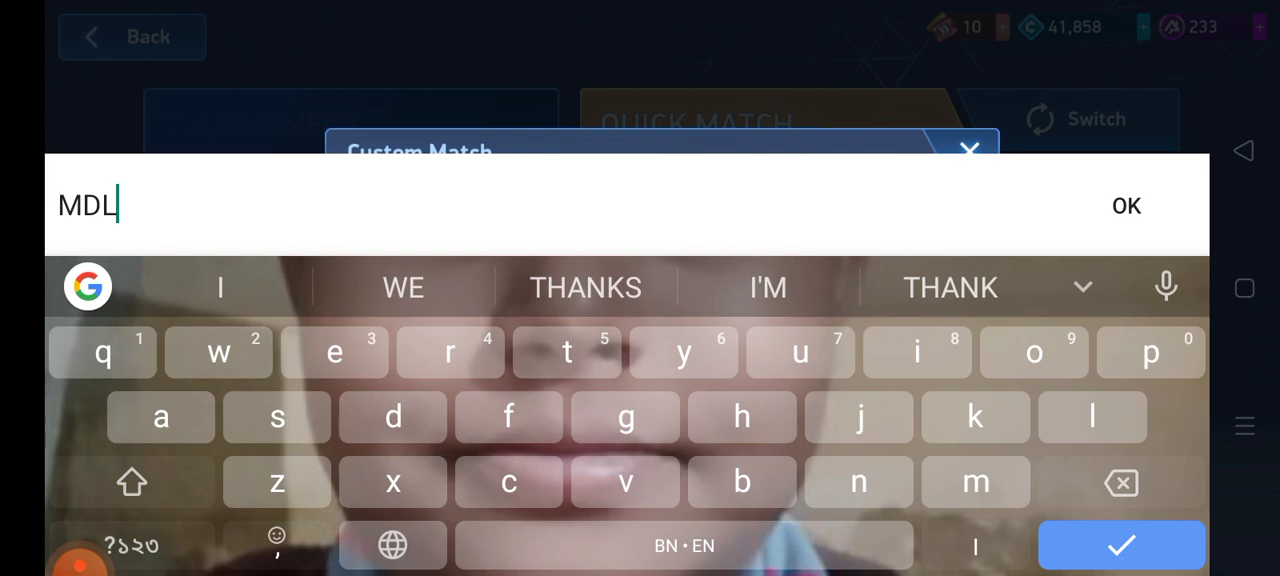 Back
10
41,858
233
QUICK MATCH
Switch
Custom Match
MDL
OK
I WE THANKS I'M THANK
q 1 w 2 e 3 r 4 t 5 y 6 u 7 i 8 o 9 p 0
a s d f g h j k l
z x c v b n m
?১২৩ , BN • EN ।